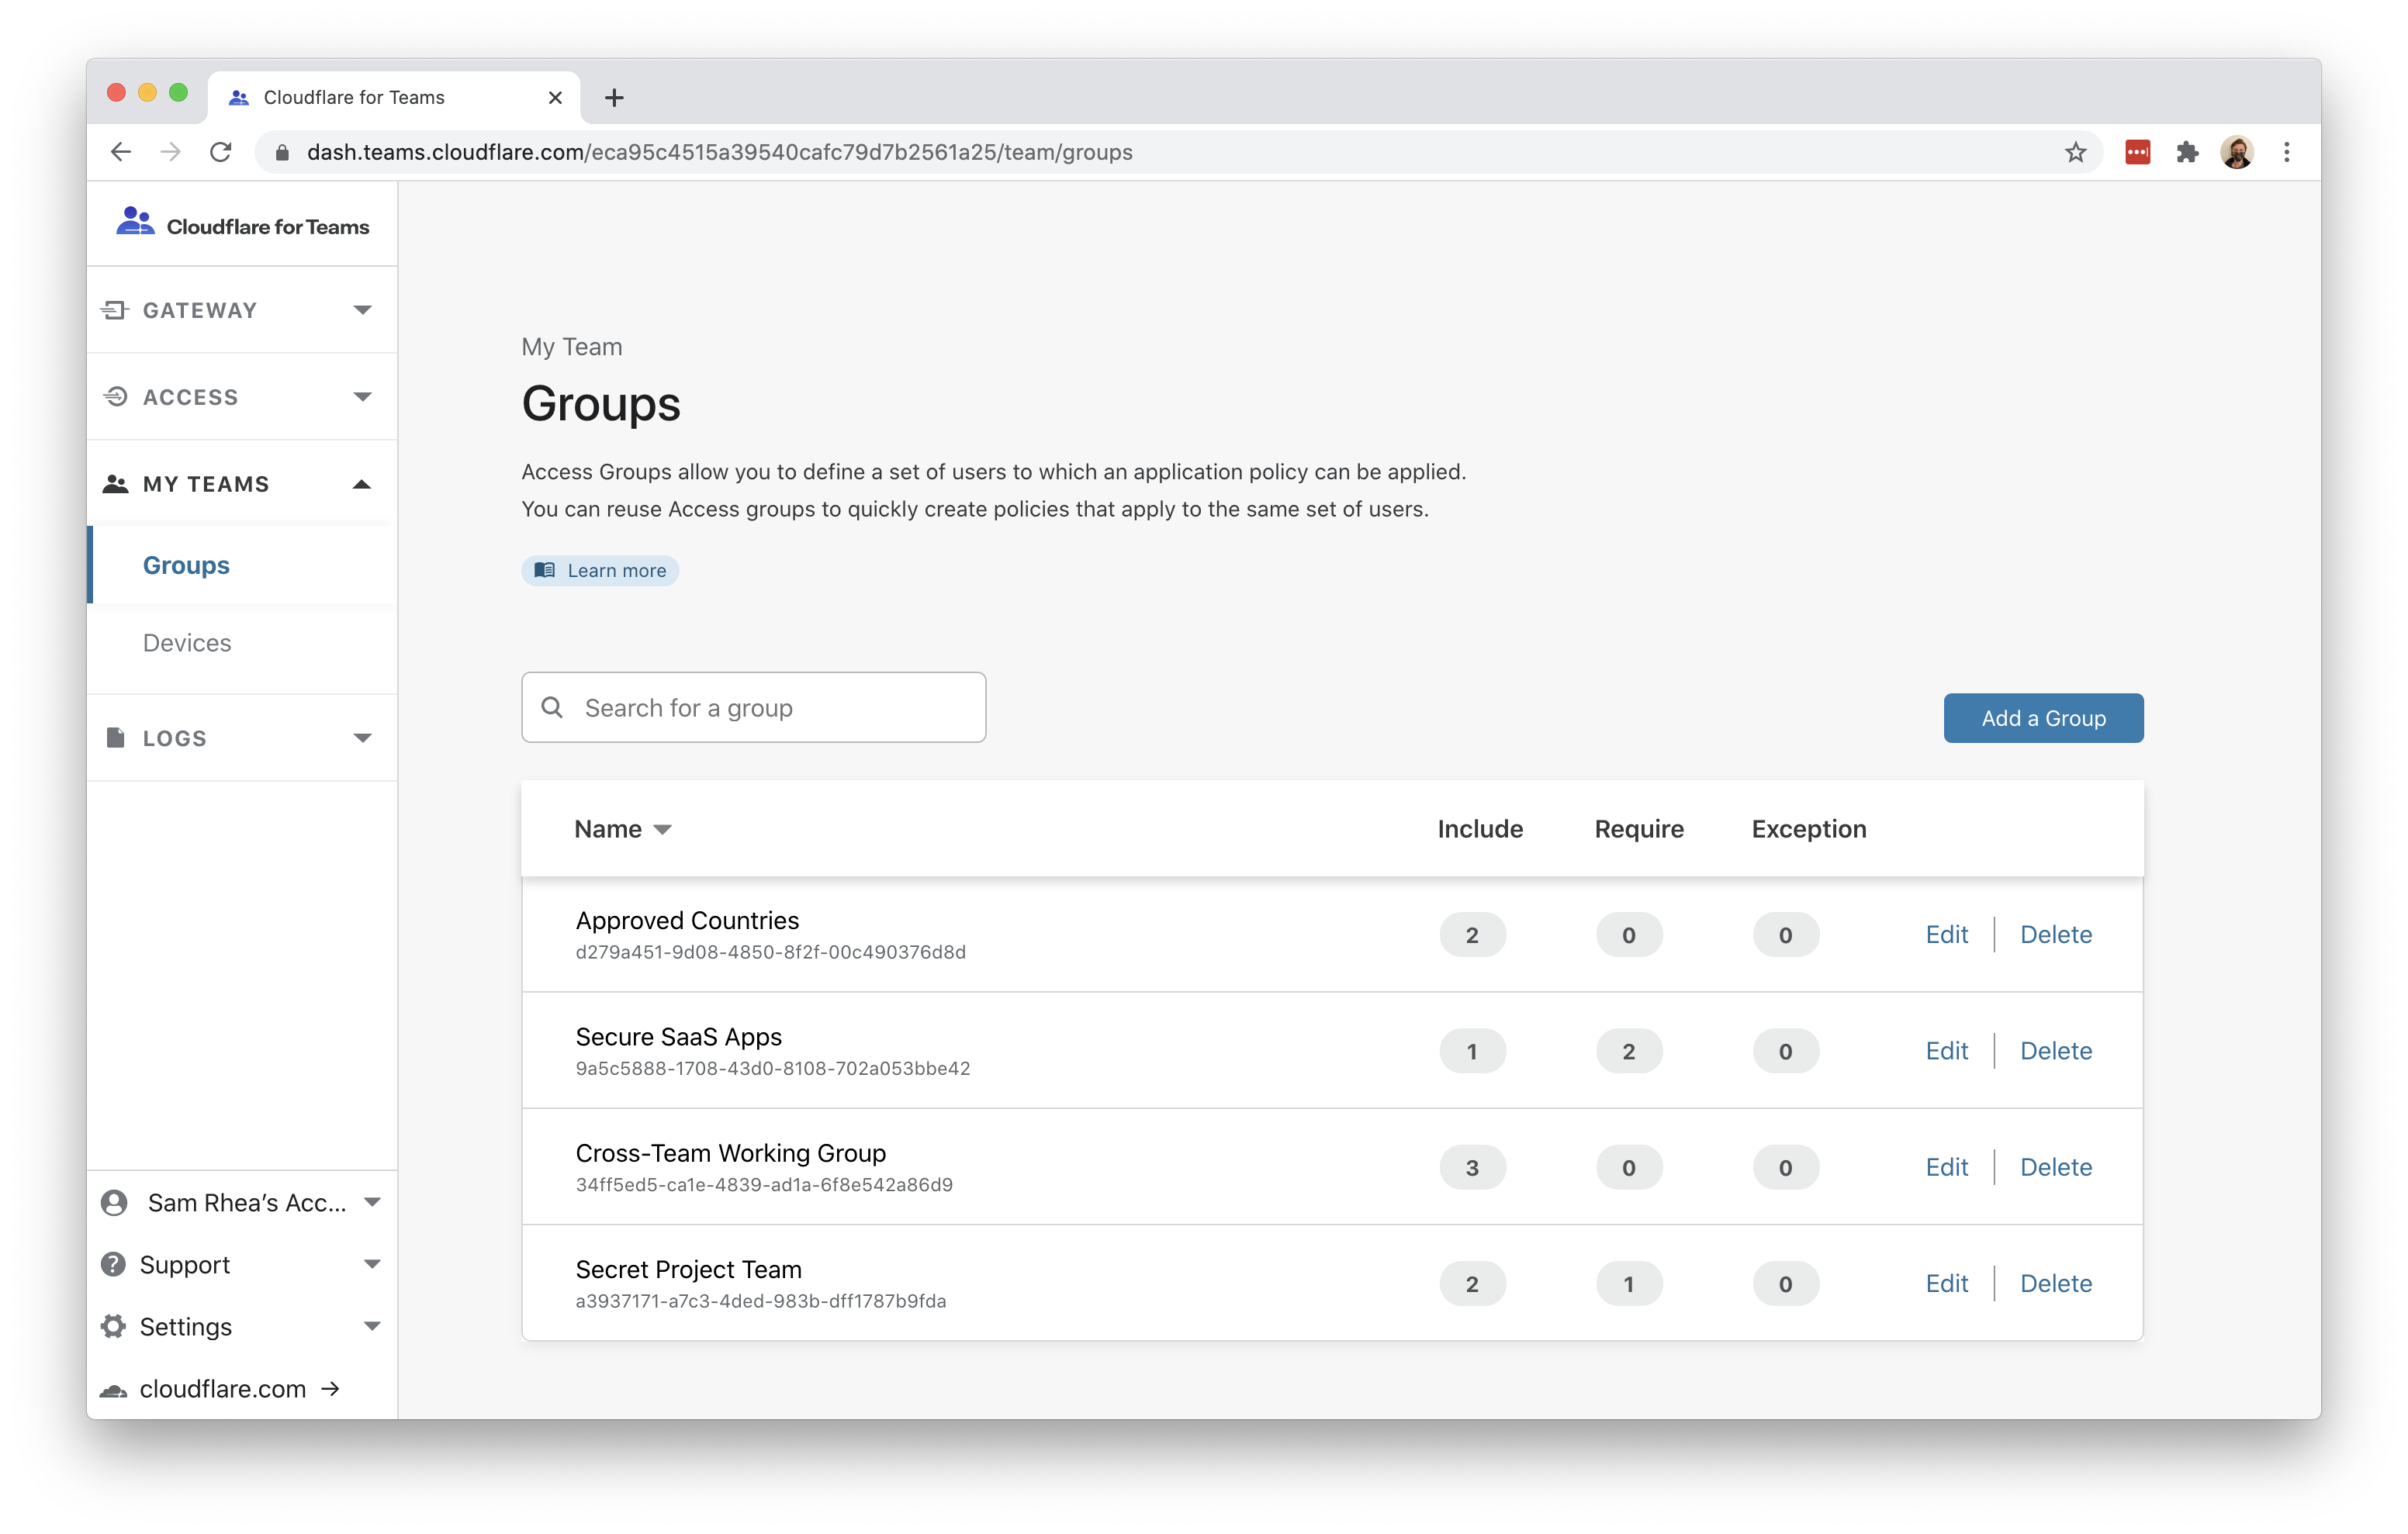 Cloudflare for Teams
dash.teams.cloudflare.com/eca95c4515a39540cafc79d7b2561a25/team/groups
Cloudflare for Teams
GATEWAY
ACCESS
MY TEAMS
Groups
Devices
LOGS
Sam Rhea’s Acc...
Support
Settings
cloudflare.com →
My Team
Groups
Access Groups allow you to define a set of users to which an application policy can be applied.
You can reuse Access groups to quickly create policies that apply to the same set of users.
Learn more
Search for a group
Add a Group
Name Include Require Exception
Approved Countries 2 0 0 Edit Delete
d279a451-9d08-4850-8f2f-00c490376d8d
Secure SaaS Apps 1 2 0 Edit Delete
9a5c5888-1708-43d0-8108-702a053bbe42
Cross-Team Working Group 3 0 0 Edit Delete
34ff5ed5-ca1e-4839-ad1a-6f8e542a86d9
Secret Project Team 2 1 0 Edit Delete
a3937171-a7c3-4ded-983b-dff1787b9fda